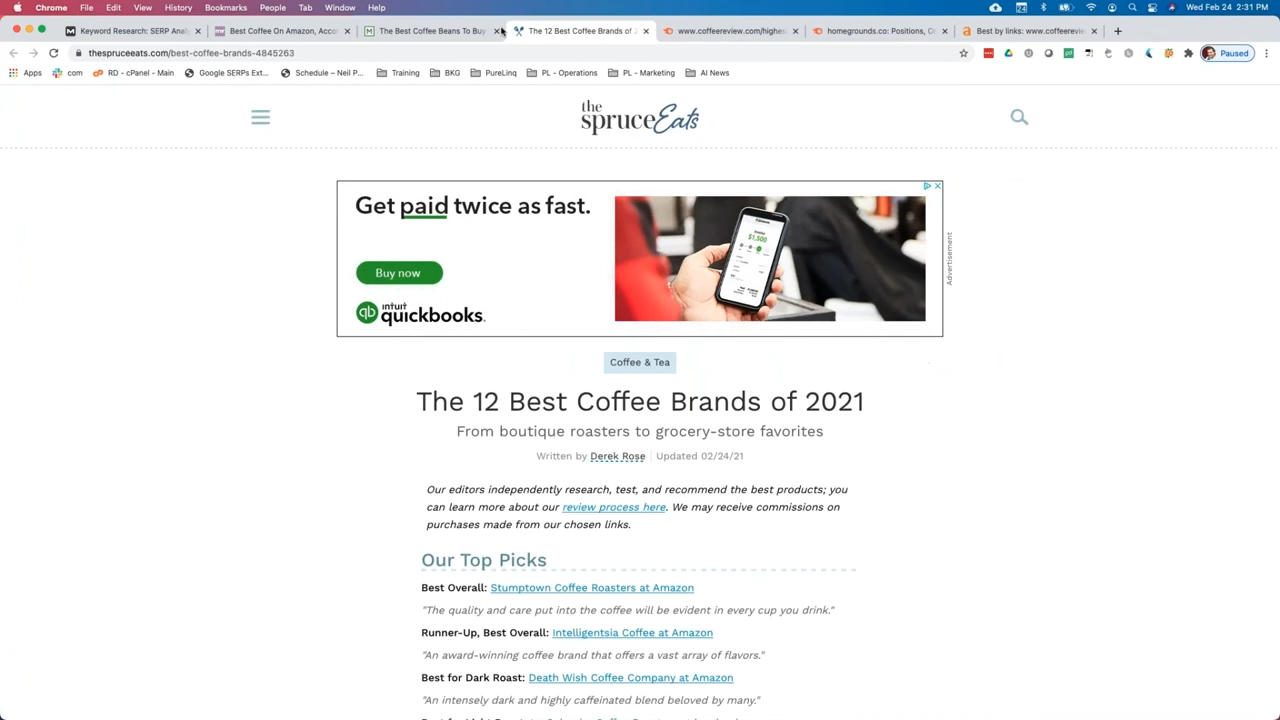 Chrome File Edit View History Bookmarks People Tab Window Help
Wed Feb 24 2:31 PM
Keyword Research: SERP Anal
Best Coffee On Amazon, Acco
The Best Coffee Beans To Buy
The 12 Best Coffee Brands of 2
www.coffeereview.com/highes
homegrounds.co: Positions, O
Best by links: www.coffeerevie
thespruceeats.com/best-coffee-brands-4845263
Paused
Apps com RD - cPanel - Main Google SERPs Ext... Schedule – Neil P... Training BKG PureLinq PL - Operations PL - Marketing AI News
the
spruceEats
Get paid twice as fast.
Buy now
intuit
quickbooks.
$1,500
Advertisement
Coffee & Tea
The 12 Best Coffee Brands of 2021
From boutique roasters to grocery-store favorites
Written by Derek Rose | Updated 02/24/21
Our editors independently research, test, and recommend the best products; you
can learn more about our review process here. We may receive commissions on
purchases made from our chosen links.
Our Top Picks
Best Overall: Stumptown Coffee Roasters at Amazon
"The quality and care put into the coffee will be evident in every cup you drink."
Runner-Up, Best Overall: Intelligentsia Coffee at Amazon
"An award-winning coffee brand that offers a vast array of flavors."
Best for Dark Roast: Death Wish Coffee Company at Amazon
"An intensely dark and highly caffeinated blend beloved by many."